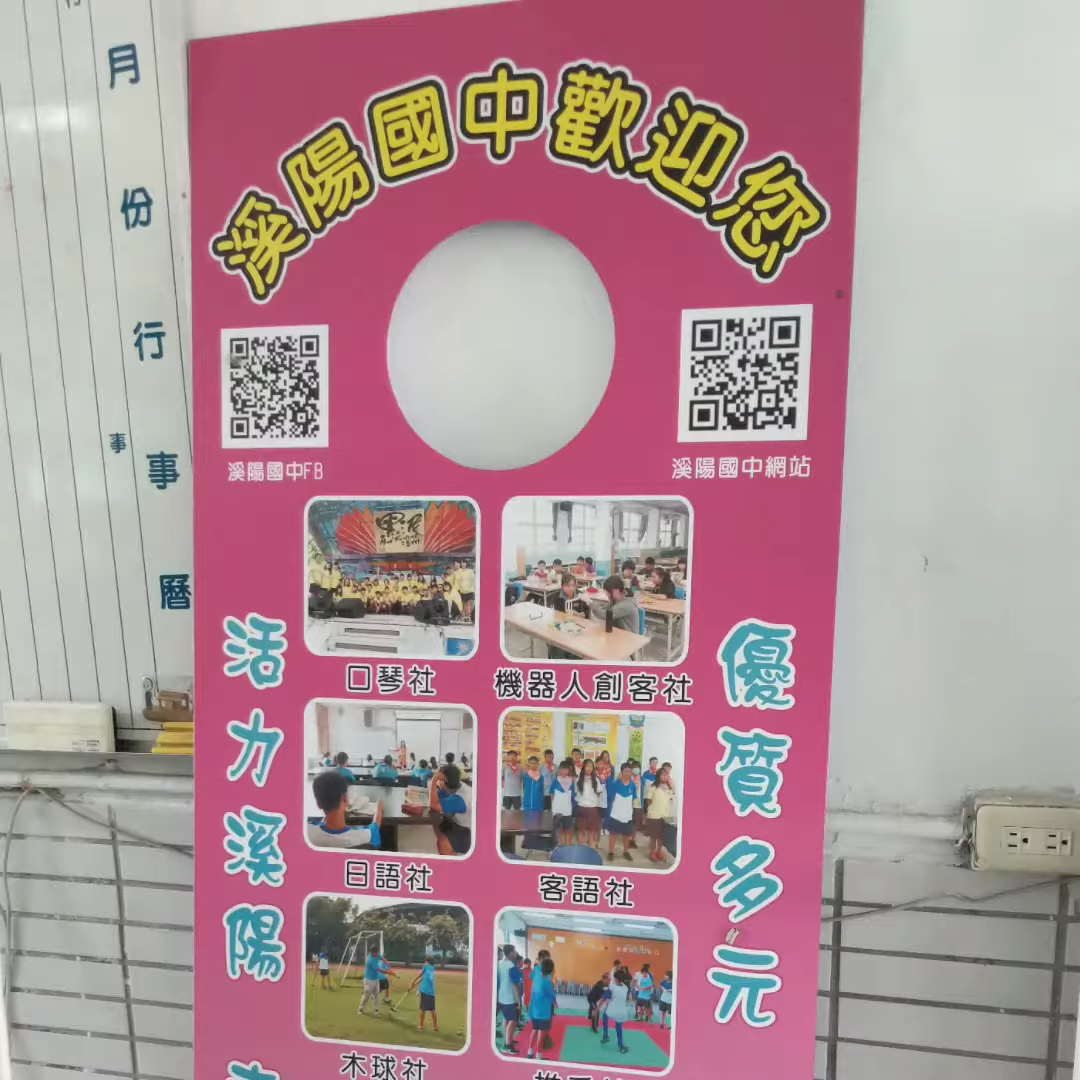 月份行事曆
事
溪陽國中歡迎您
溪陽國中FB
溪陽國中網站
活力溪陽
優質多元
口琴社
機器人創客社
日語社
客語社
木球社